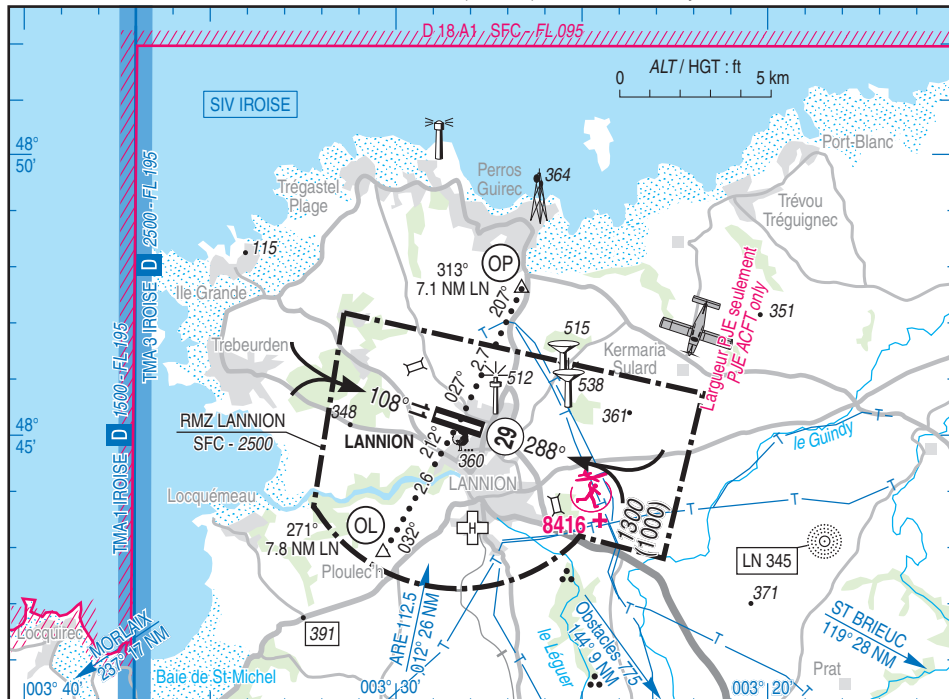 D 18 A1 SFC - FL 095
ALT / HGT : ft
0 5 km
SIV IROISE
48°
50'
Port-Blanc
Perros
Guirec
364
Trégastel
Plage
Trévou
Tréguignec
TMA 3 IROISE D 2500 - FL 195
115
OP
313°
7.1 NM LN
207°
Ile Grande
351
Largueur PJE seulement
PJE ACFT only
515
Kermaria
Sulard
Trebeurden
2.7
512
538
027°
108°
11
348
361
RMZ LANNION
SFC - 2500
LANNION
212°
29
288°
le Guindy
48°
45'
360
TMA 1 IROISE D 1500 - FL 195
LANNION
2.6
Locquémeau
OL
271°
7.8 NM LN
032°
8416
1300
(1000)
H
LN 345
Ploulec'h
371
391
ARE 112.5
012° 26 NM
le Léguer
Obstacles 775
144° 9 NM
ST BRIEUC
119° 28 NM
Locquirec
MORLAIX
237° 17 NM
Prat
Baie de St-Michel
003° 40'
003° 30'
003° 20'
T
T
T
T
T
T
T
T
T
T
T